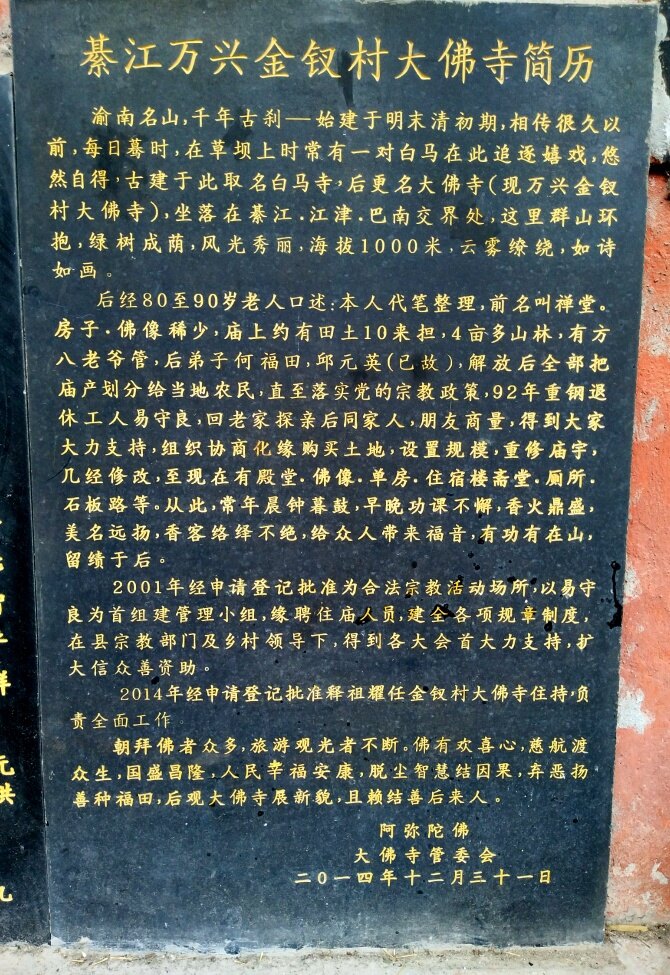 綦江万兴金钗村大佛寺简历
渝南名山,千年古刹——始建于明末清初期,相传很久以
前,每日蓦时,在草坝上时常有一对白马在此追逐嬉戏,悠
然自得,古建于此取名白马寺,后更名大佛寺(现万兴金钗
村大佛寺),坐落在綦江.江津.巴南交界处,这里群山环
抱,绿树成荫,风光秀丽,海拔1000米,云雾缭绕,如诗
如画。
后经80至90岁老人口述:本人代笔整理,前名叫禅堂.
房子.佛像稀少,庙上约有田土10来担,4亩多山林,有方
八老爷管,后弟子何福田,邱元英(已故),解放后全部把
庙产划分给当地农民,直至落实党的宗教政策,92年重钢退
休工人易守良,回老家探亲后同家人,朋友商量,得到大家
大力支持,组织协商化缘购买土地,设置规模,重修庙宇,
几经修改,至现在有殿堂.佛像.单房.住宿楼斋堂.厕所.
石板路等。从此,常年晨钟暮鼓,早晚功课不懈,香火鼎盛,
美名远扬,香客络绎不绝,给众人带来福音,有功有在山,
留绩于后。
2001年经申请登记批准为合法宗教活动场所,以易守
良为首组建管理小组,缘聘住庙人员,建全各项规章制度,
在县宗教部门及乡村领导下,得到各大会首大力支持,扩
大信众善资助。
2014年经申请登记批准释祖耀任金钗村大佛寺住持,负
责全面工作
朝拜佛者众多,旅游观光者不断。佛有欢喜心,慈航渡
众生,国盛昌隆,人民幸福安康,脱尘智慧结因果,弃恶扬
善种福田,后观大佛寺展新貌,且赖结善后来人。
阿弥陀佛
大佛寺管委会
二〇一四年十二月三十一日